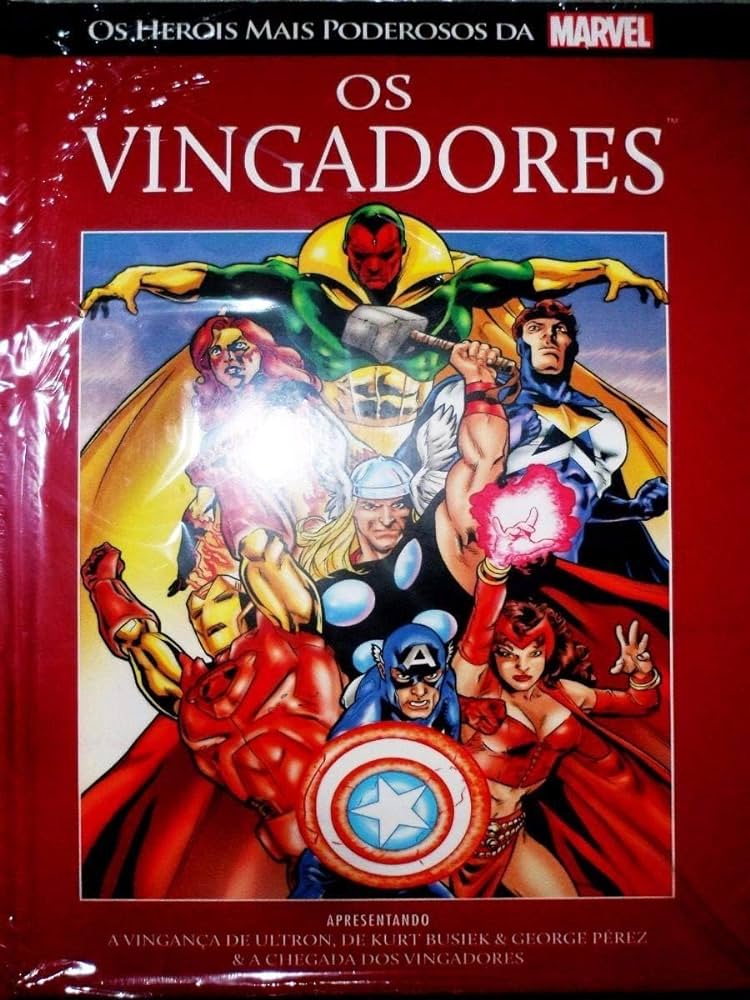 OS HERÓIS MAIS PODEROSOS DA MARVEL
OS
VINGADORES™
A
APRESENTANDO
A VINGANÇA DE ULTRON, DE KURT BUSIEK & GEORGE PÉREZ
& A CHEGADA DOS VINGADORES